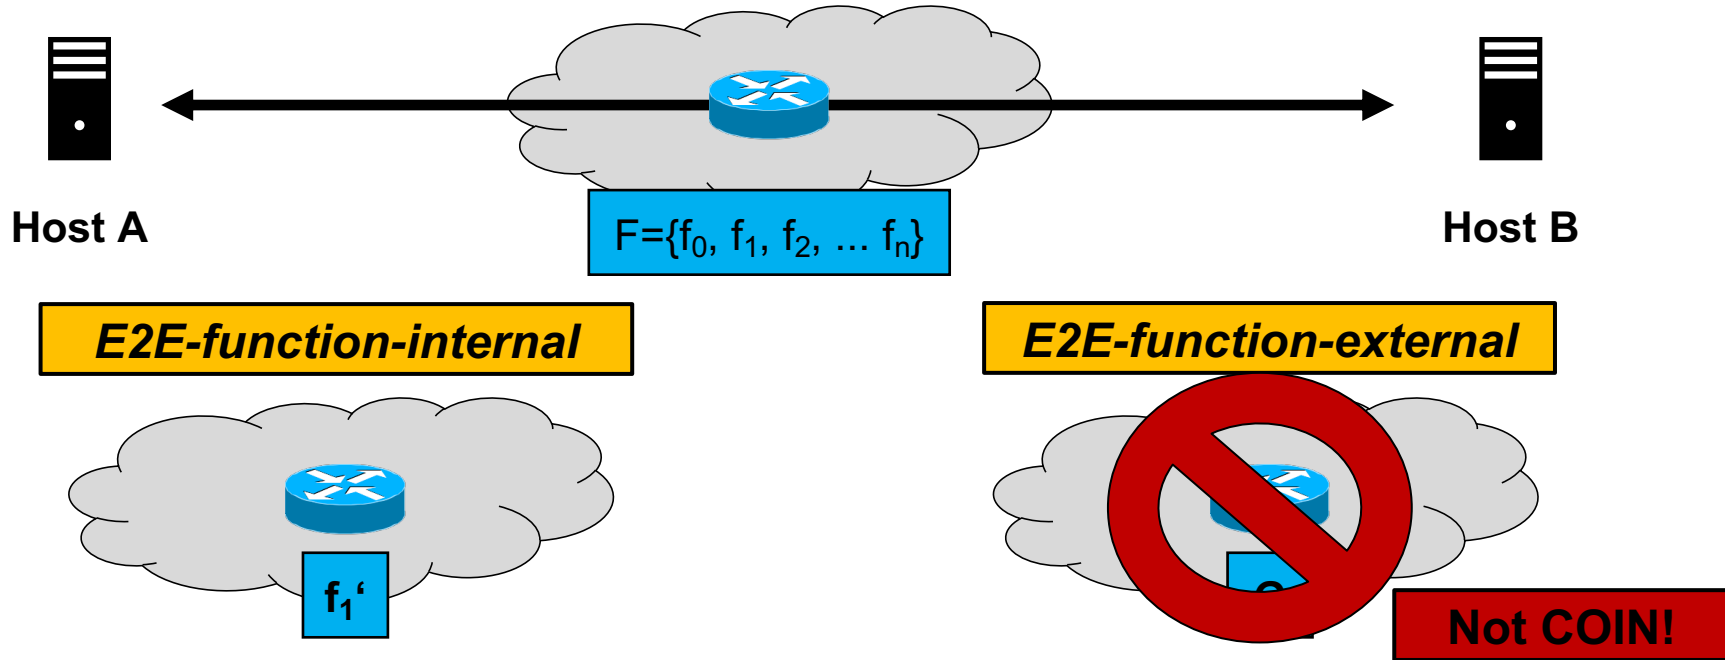 Host A
Host B
F={f₀, f₁, f₂, ... fₙ}
E2E-function-internal
E2E-function-external
f₁‘
Not COIN!